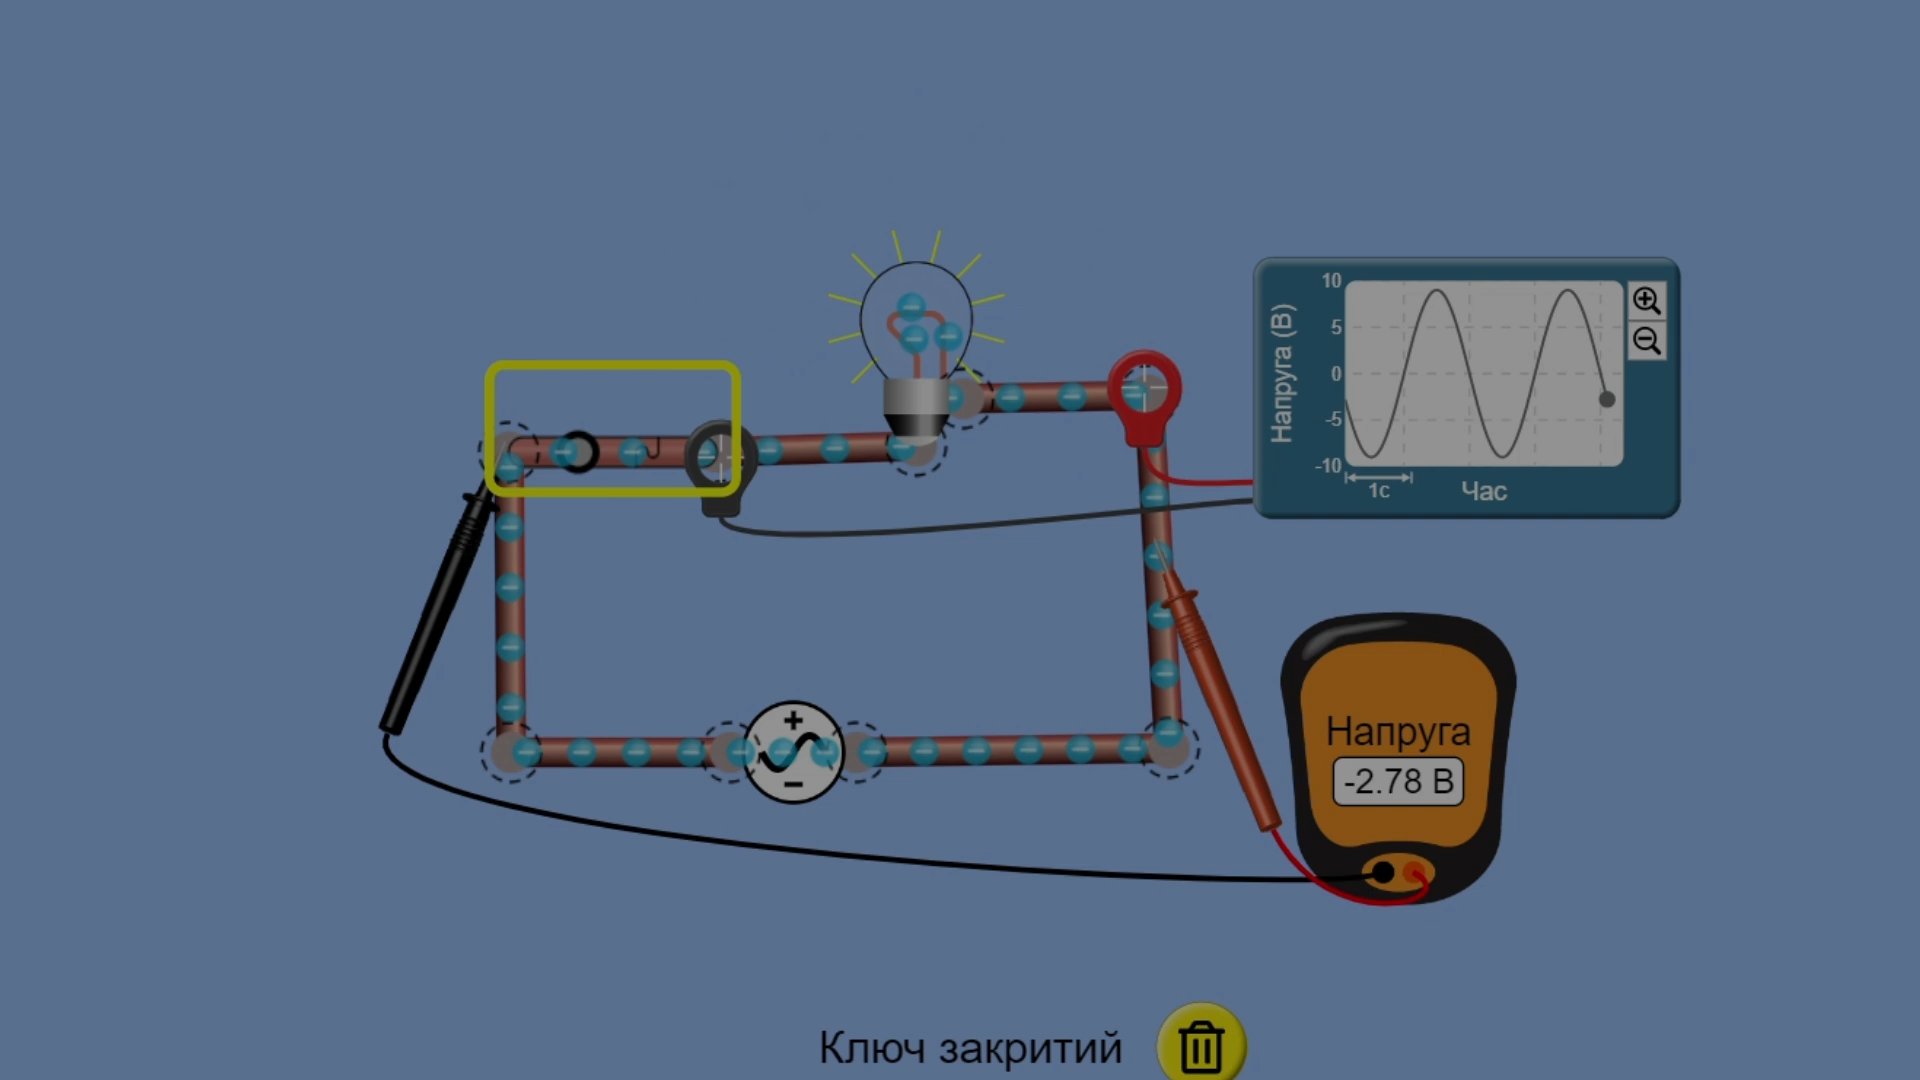 10
5
0
-5
-10
Напруга (В)
1с
Час
+
−
Напруга
-2.78 В
Ключ закритий